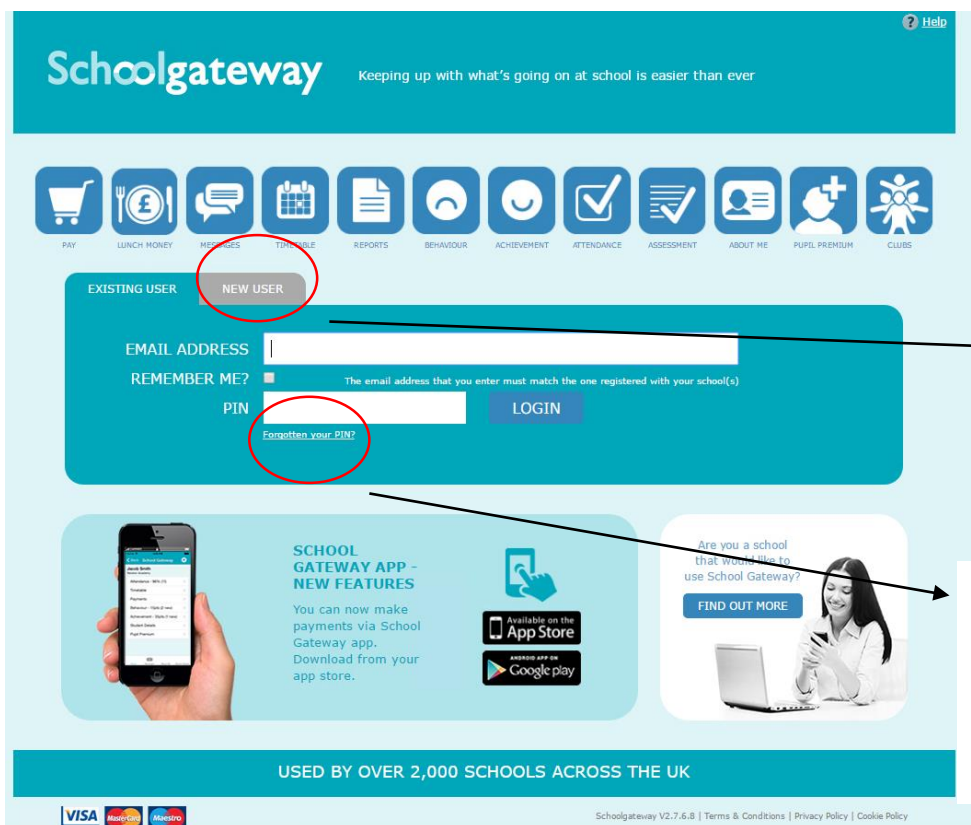 Help
Schoolgateway
Keeping up with what's going on at school is easier than ever
PAY
LUNCH MONEY
MESSAGES
TIMETABLE
REPORTS
BEHAVIOUR
ACHIEVEMENT
ATTENDANCE
ASSESSMENT
ABOUT ME
PUPIL PREMIUM
CLUBS
EXISTING USER
NEW USER
EMAIL ADDRESS
REMEMBER ME?
The email address that you enter must match the one registered with your school(s)
PIN
LOGIN
Forgotten your PIN?
SCHOOL
GATEWAY APP -
NEW FEATURES
You can now make
payments via School
Gateway app.
Download from your
app store.
Available on the
App Store
ANDROID APP ON
Google play
Are you a school
that would like to
use School Gateway?
FIND OUT MORE
USED BY OVER 2,000 SCHOOLS ACROSS THE UK
VISA
MasterCard
Maestro
Schoolgateway V2.7.6.8 | Terms & Conditions | Privacy Policy | Cookie Policy